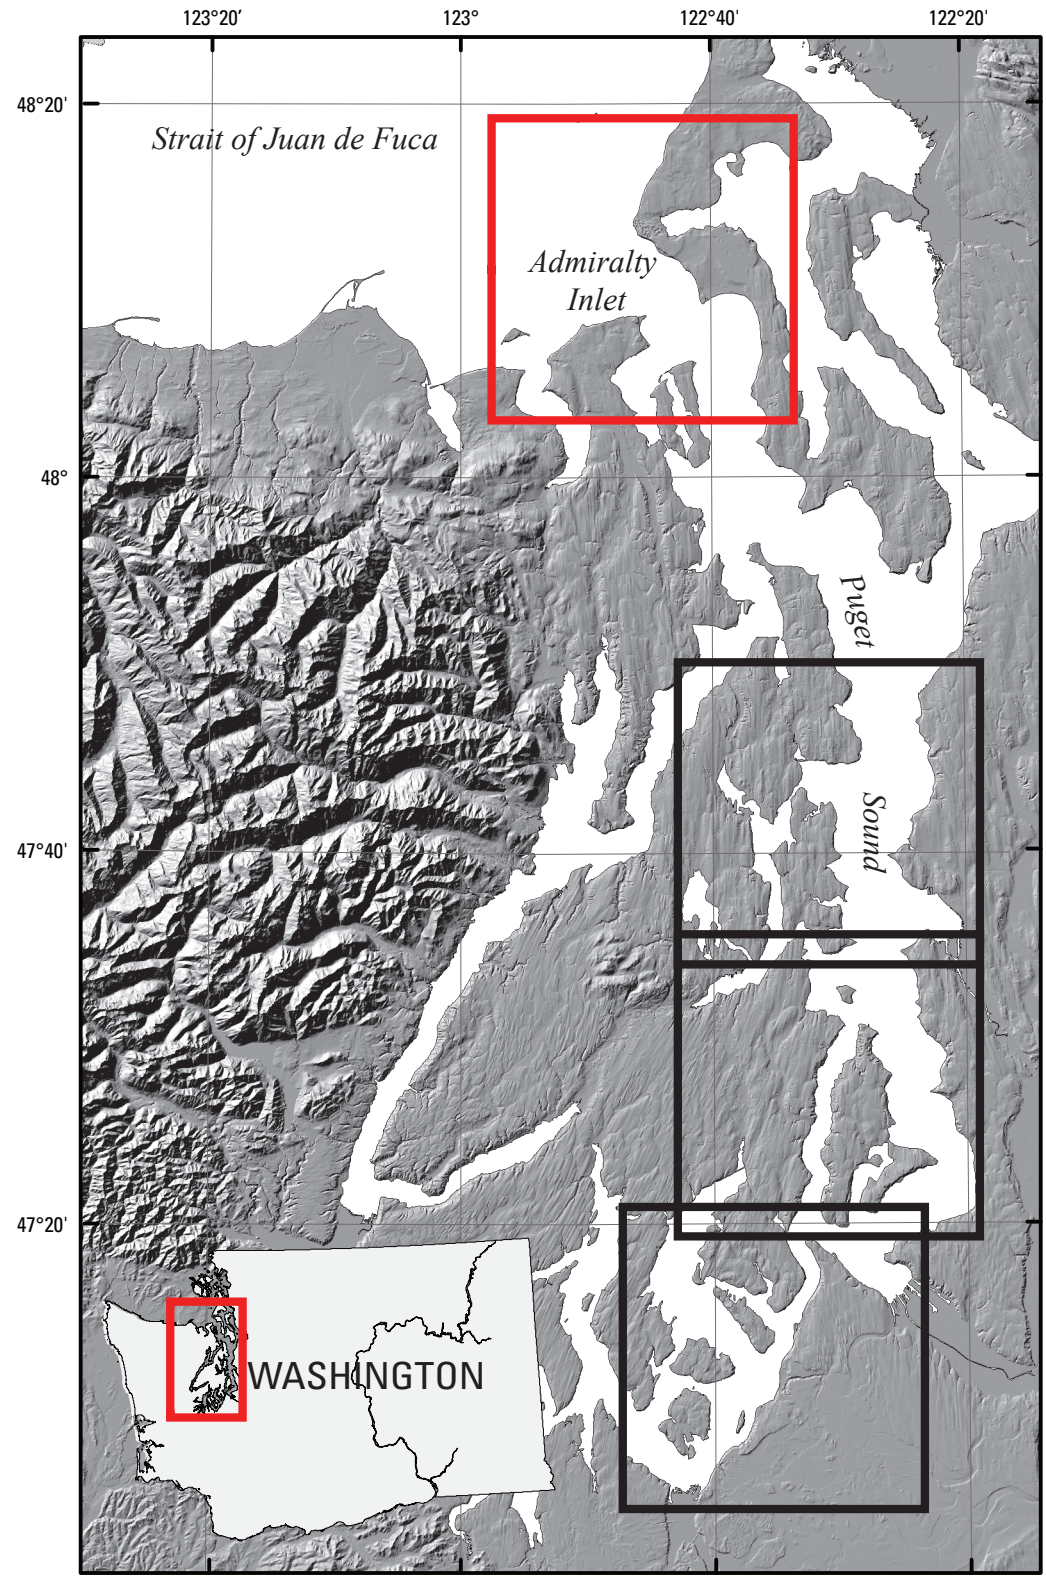 123°20'
123°
122°40'
122°20'
48°20'
Strait of Juan de Fuca
Admiralty
Inlet
48°
Puget
Sound
47°40'
47°20'
WASHINGTON